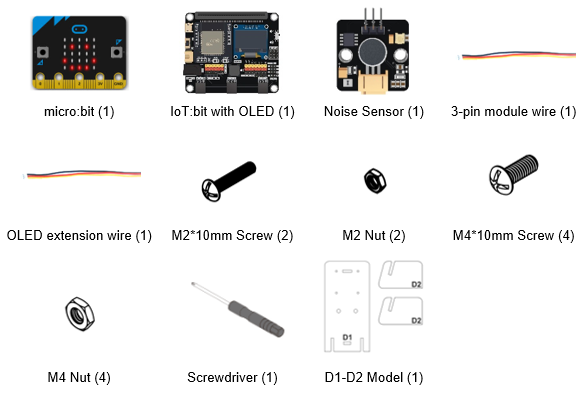 micro:bit (1)
IoT:bit with OLED (1)
Noise Sensor (1)
3-pin module wire (1)
OLED extension wire (1)
M2*10mm Screw (2)
M2 Nut (2)
M4*10mm Screw (4)
D2
D2
D1
M4 Nut (4)
Screwdriver (1)
D1-D2 Model (1)